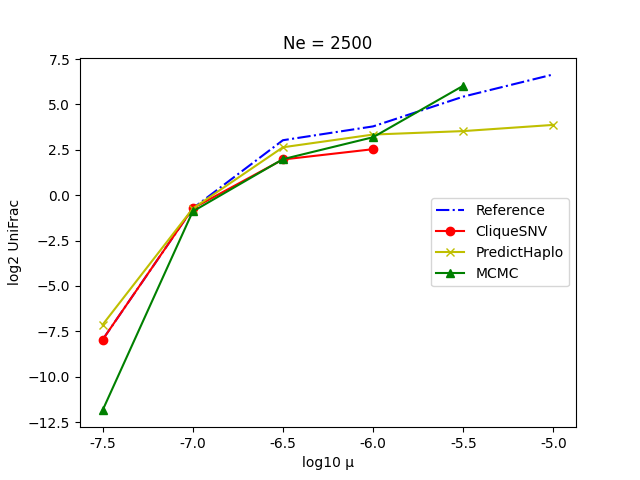 Ne = 2500
7.5
5.0
2.5
0.0
−2.5
−5.0
−7.5
−10.0
−12.5
log2 UniFrac
Reference
CliqueSNV
PredictHaplo
MCMC
-7.5 -7.0 -6.5 -6.0 -5.5 -5.0
log10 μ